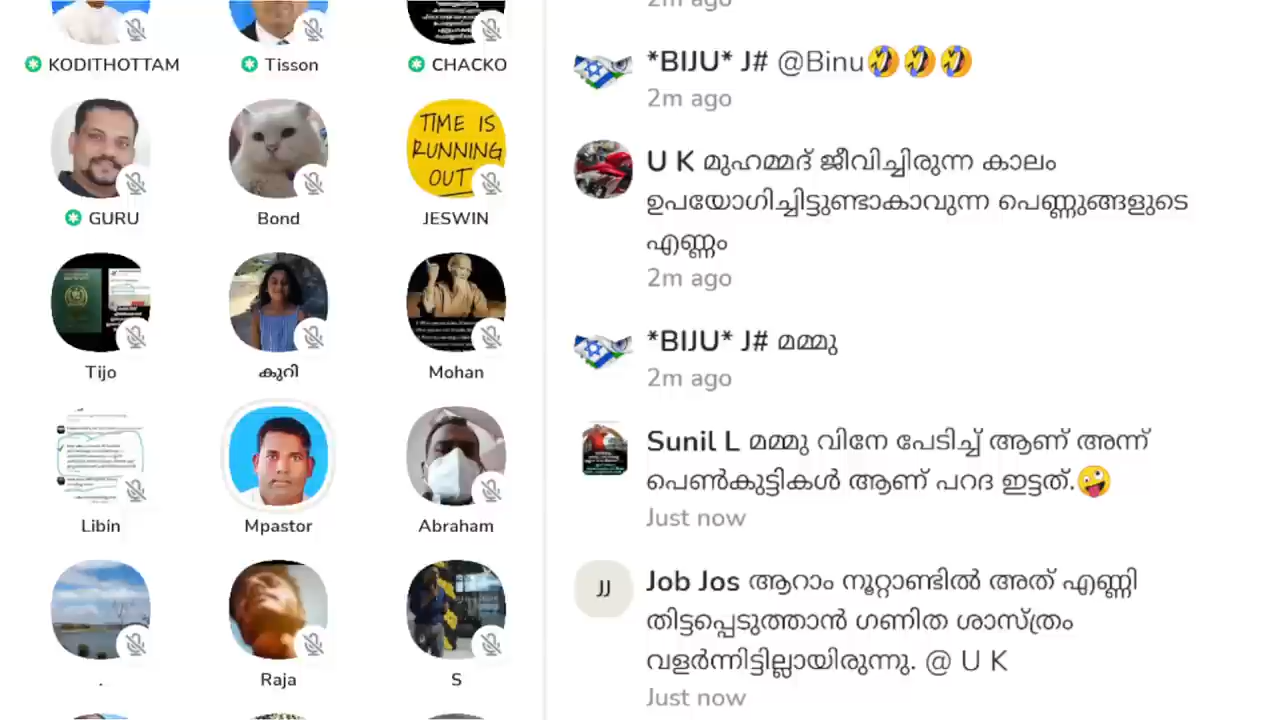 KODITHOTTAM
Tisson
CHACKO
TIME IS
RUNNING
OUT
GURU
Bond
JESWIN
Tijo
കുറി
Mohan
Libin
Mpastor
Abraham
.
Raja
S
2m ago
*BIJU* J# @Binu🤣🤣🤣
2m ago
U K മുഹമ്മദ് ജീവിച്ചിരുന്ന കാലം
ഉപയോഗിച്ചിട്ടുണ്ടാകാവുന്ന പെണ്ണുങ്ങളുടെ
എണ്ണം
2m ago
*BIJU* J# മമ്മു
2m ago
Sunil L മമ്മു വിനേ പേടിച്ച് ആണ് അന്ന്
പെൺകുട്ടികൾ ആണ് പറദ ഇട്ടത്.🤪
Just now
JJ
Job Jos ആറാം നൂറ്റാണ്ടിൽ അത് എണ്ണി
തിട്ടപ്പെടുത്താൻ ഗണിത ശാസ്ത്രം
വളർന്നിട്ടില്ലായിരുന്നു. @ U K
Just now